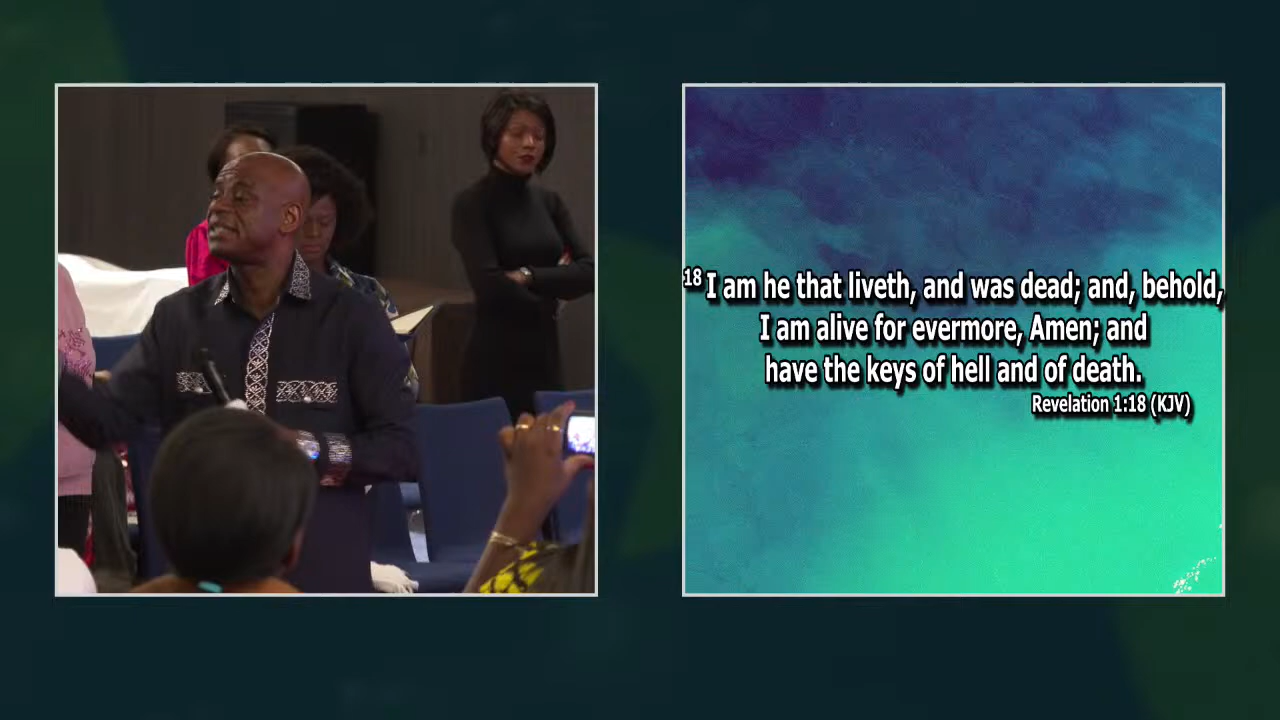 18 I am he that liveth, and was dead; and, behold,
I am alive for evermore, Amen; and
have the keys of hell and of death.
Revelation 1:18 (KJV)